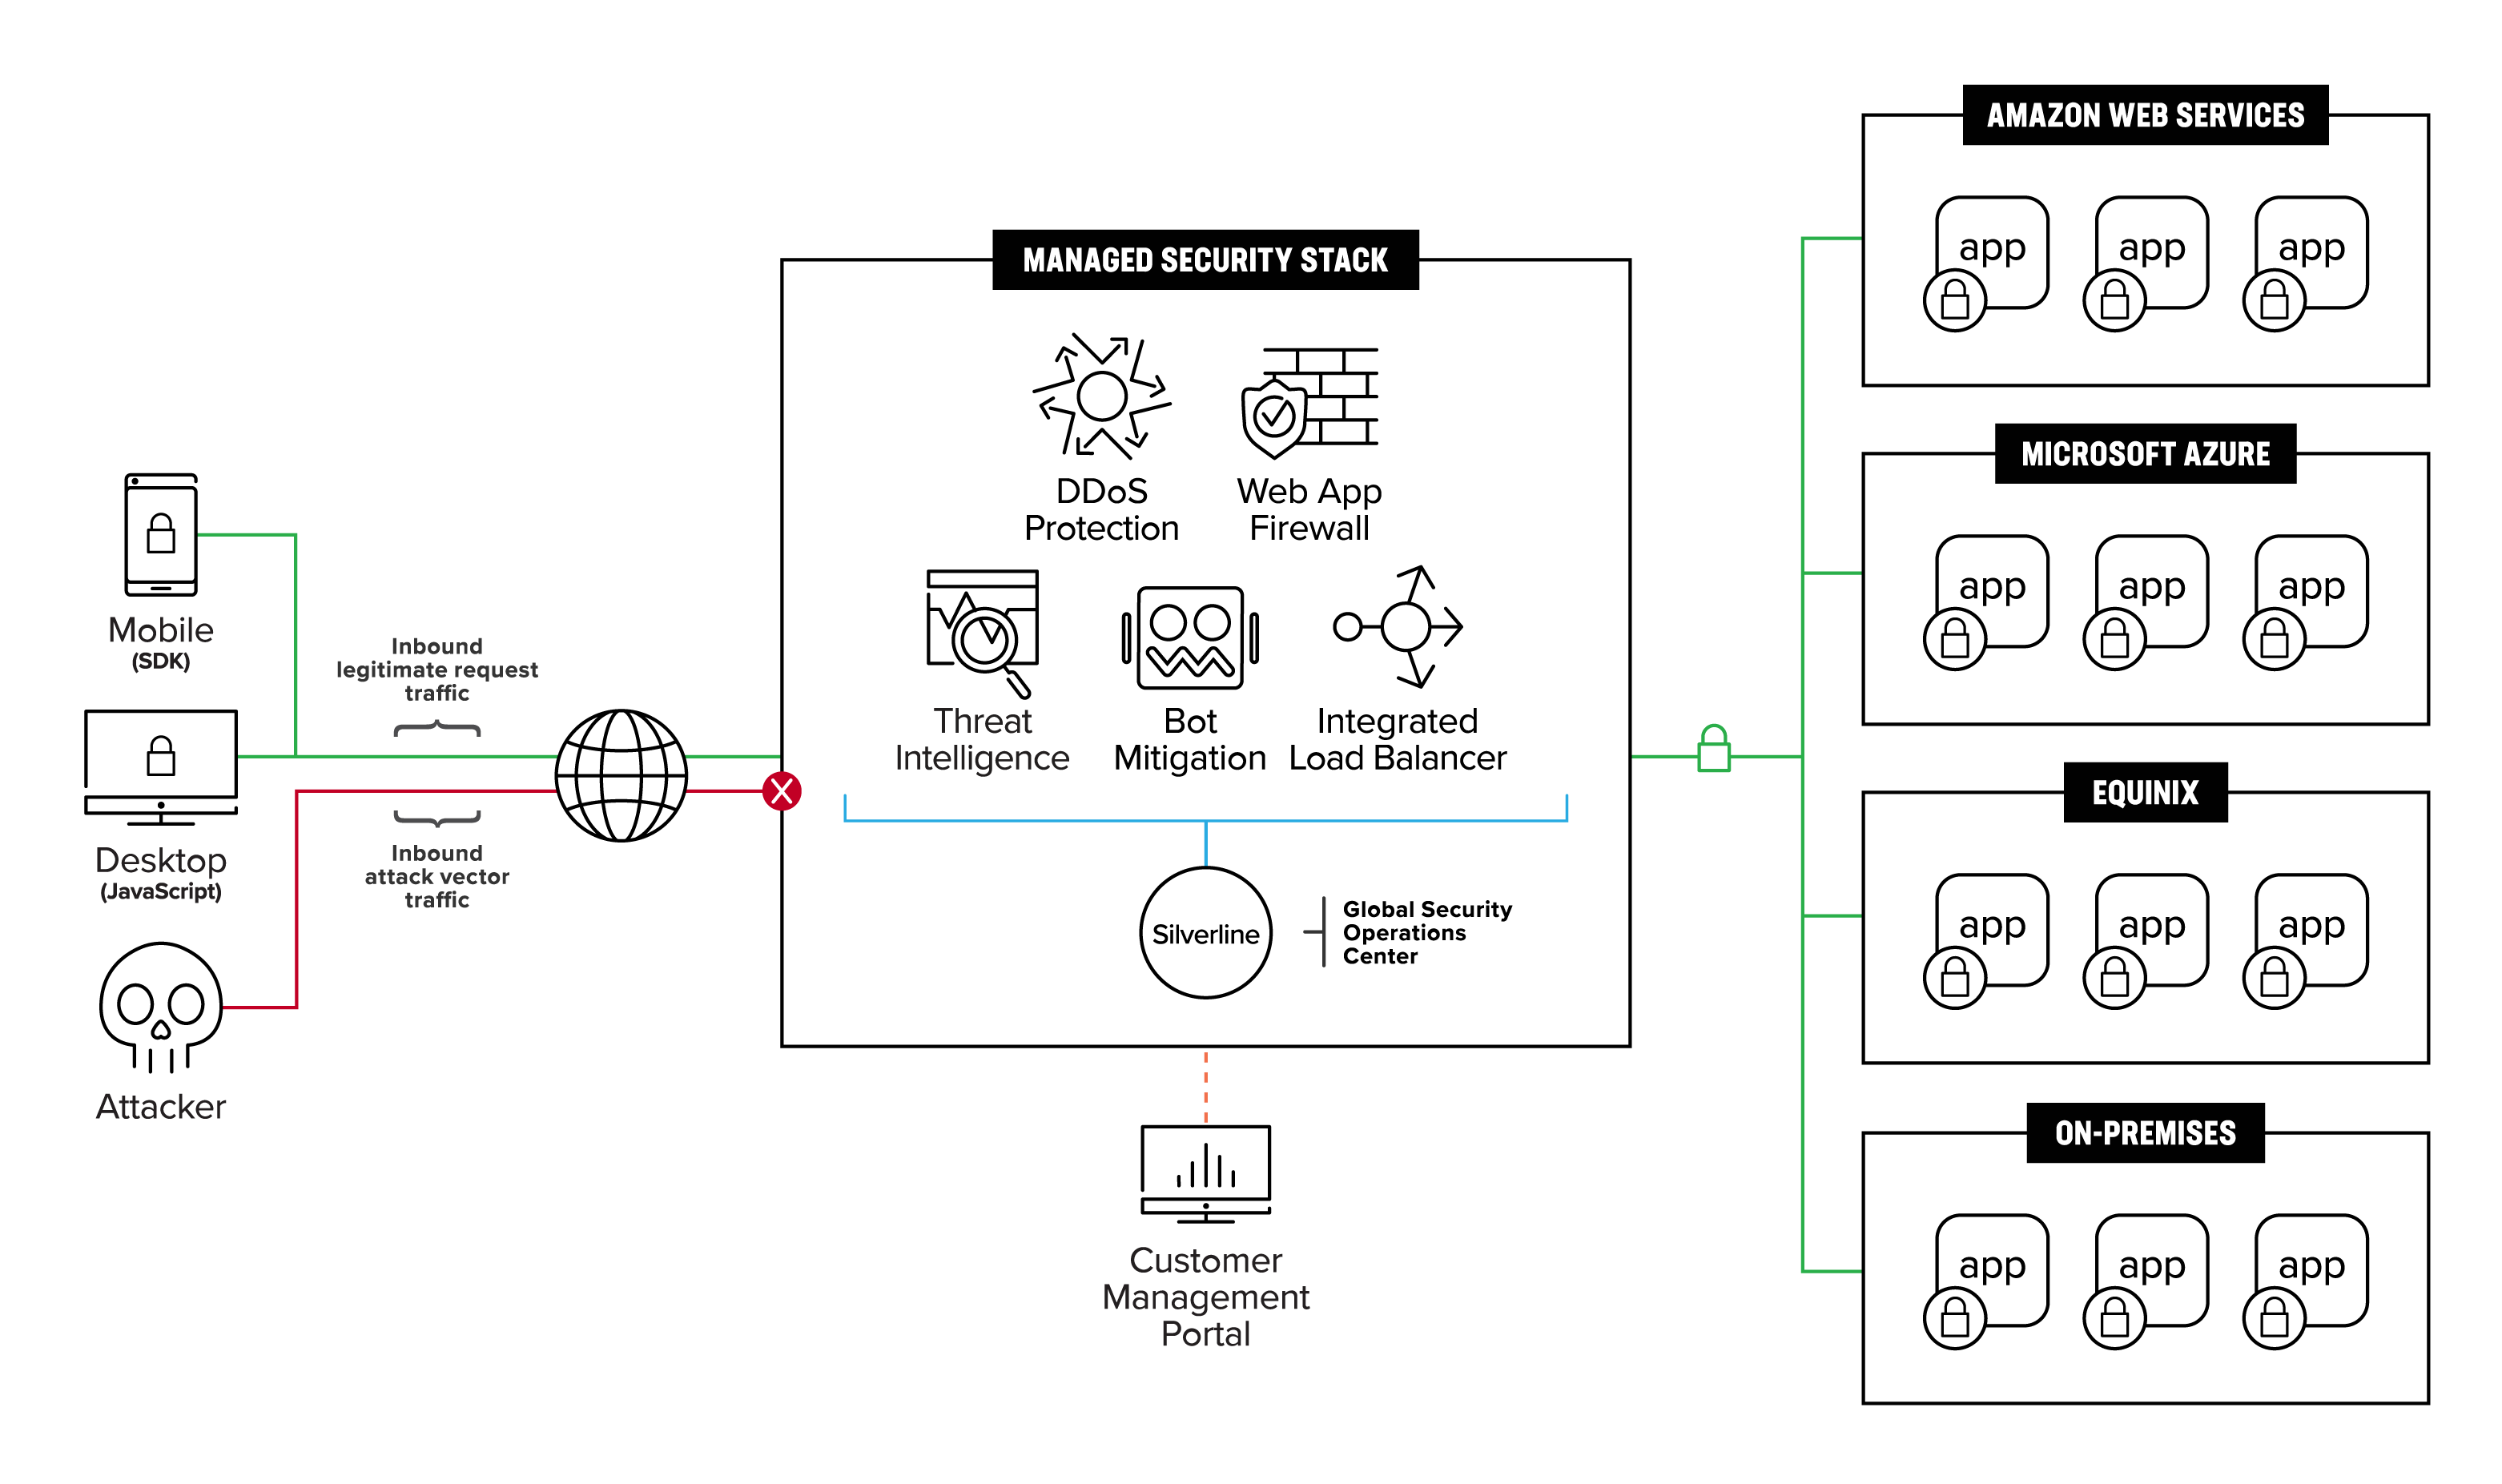 Mobile
(SDK)
Desktop
(JavaScript)
Attacker
Inbound
legitimate request
traffic
Inbound
attack vector
traffic
MANAGED SECURITY STACK
DDoS
Protection
Web App
Firewall
Threat
Intelligence
Bot
Mitigation
Integrated
Load Balancer
Silverline
Global Security
Operations
Center
Customer
Management
Portal
AMAZON WEB SERVICES
app app app
MICROSOFT AZURE
app app app
EQUINIX
app app app
ON-PREMISES
app app app